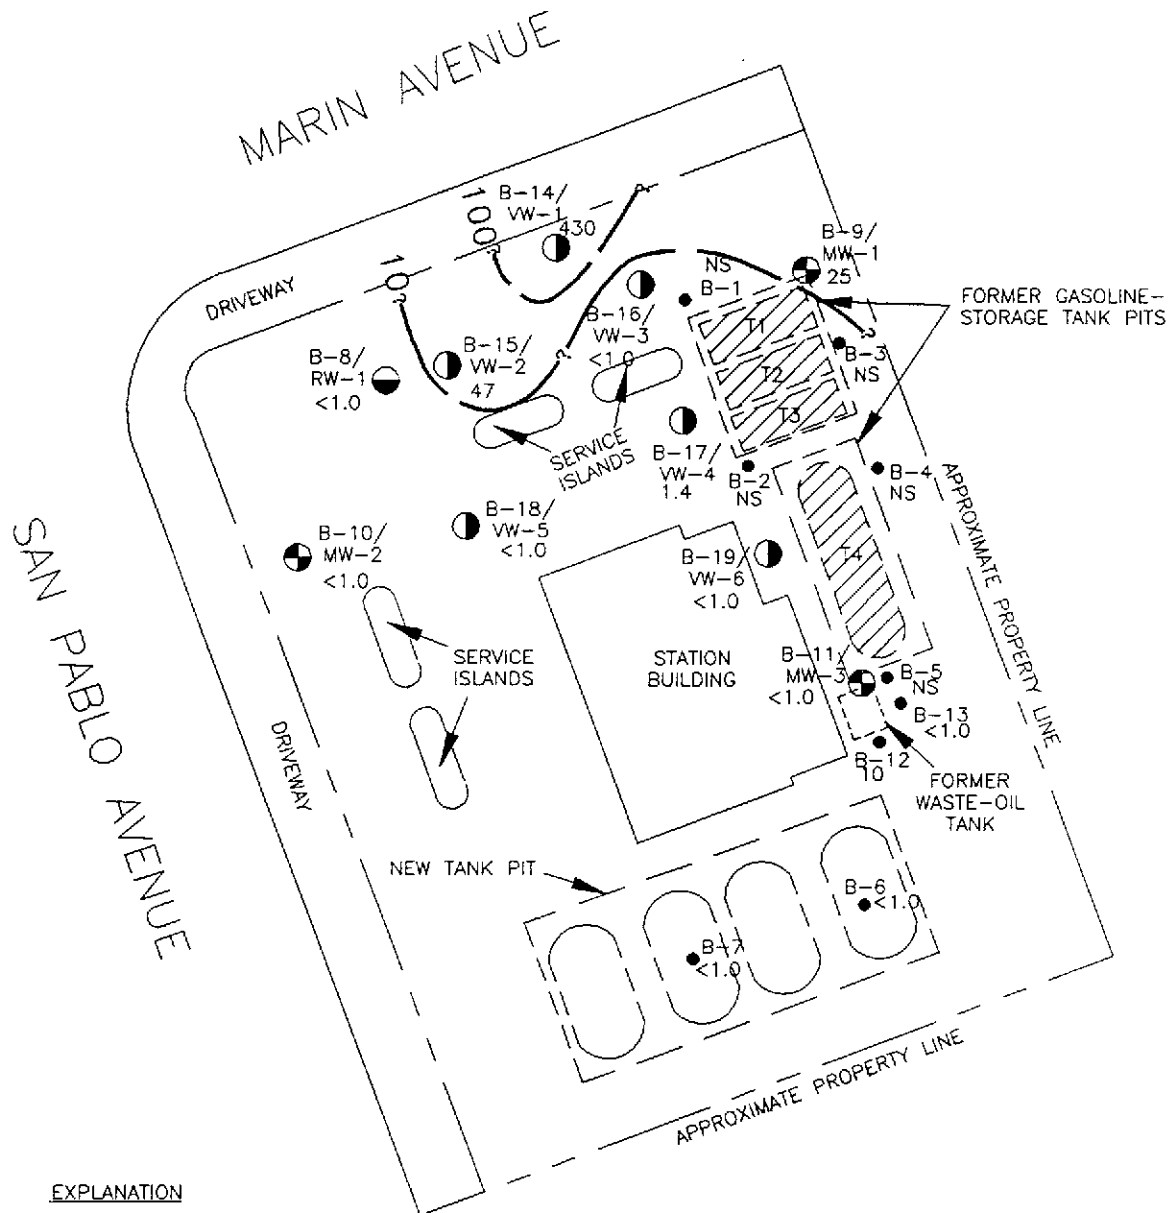 MARIN AVENUE
B-14/
VW-1
430
100
?
?
B-9/
MW-1
25
NS
B-1
10
?
DRIVEWAY
FORMER GASOLINE-
STORAGE TANK PITS
B-16/
VW-3
<1.0
T1
?
B-15/
VW-2
47
?
B-8/
RW-1
<1.0
B-3
NS
T2
T3
SERVICE
ISLANDS
B-17/
VW-4
1.4
B-2
NS
B-4
NS
APPROXIMATE PROPERTY LINE
B-18/
VW-5
<1.0
B-10/
MW-2
<1.0
SAN PABLO AVENUE
B-19/
VW-6
<1.0
T4
SERVICE
ISLANDS
STATION
BUILDING
B-11/
MW-3
<1.0
B-5
NS
B-13
<1.0
DRIVEWAY
B-12
10
FORMER
WASTE-OIL
TANK
NEW TANK PIT
B-6
<1.0
B-7
<1.0
APPROXIMATE PROPERTY LINE
EXPLANATION